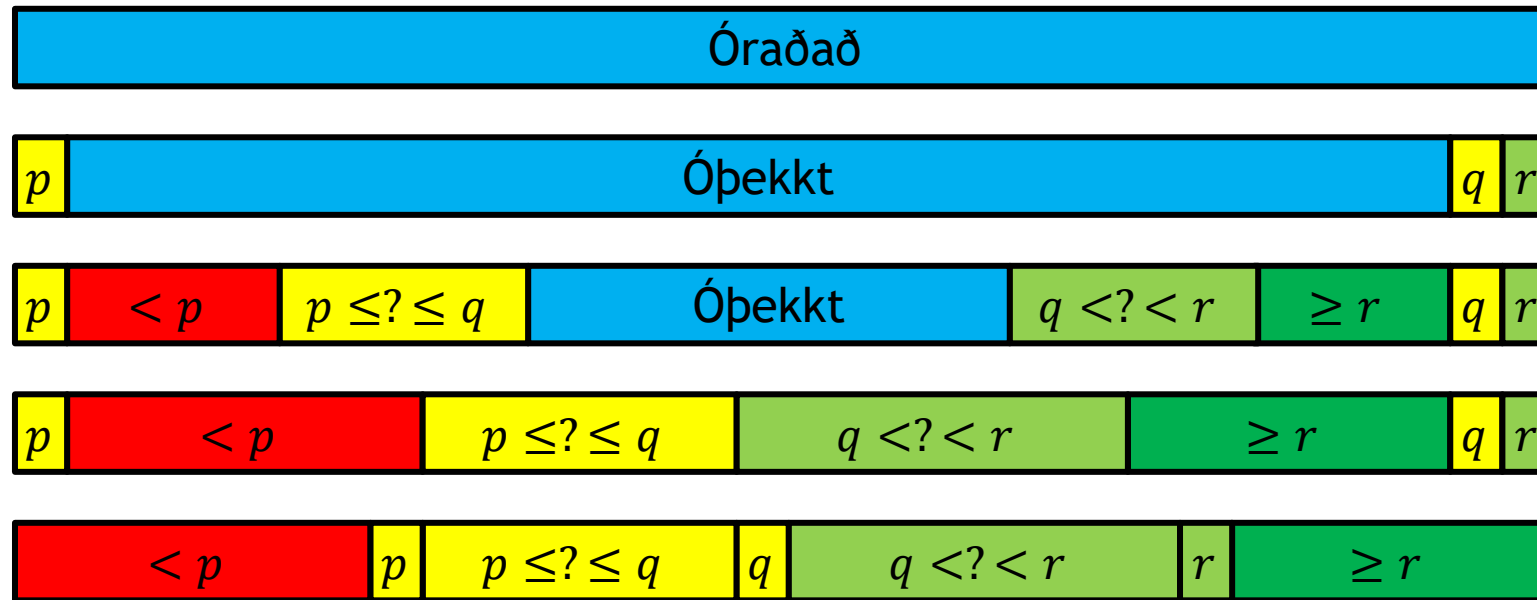 Óraðað
p Óþekkt q r
p < p p ≤? ≤ q Óþekkt q <? < r ≥ r q r
p < p p ≤? ≤ q q <? < r ≥ r q r
< p p p ≤? ≤ q q q <? < r r ≥ r